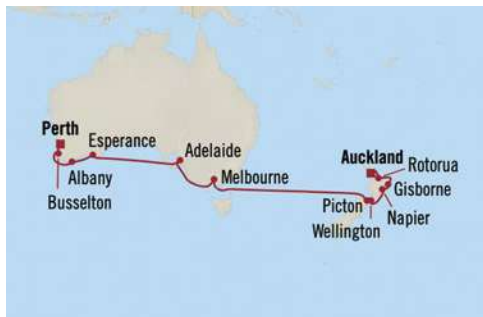 Perth
Esperance
Albany
Busselton
Adelaide
Melbourne
Auckland
Rotorua
Gisborne
Napier
Picton
Wellington